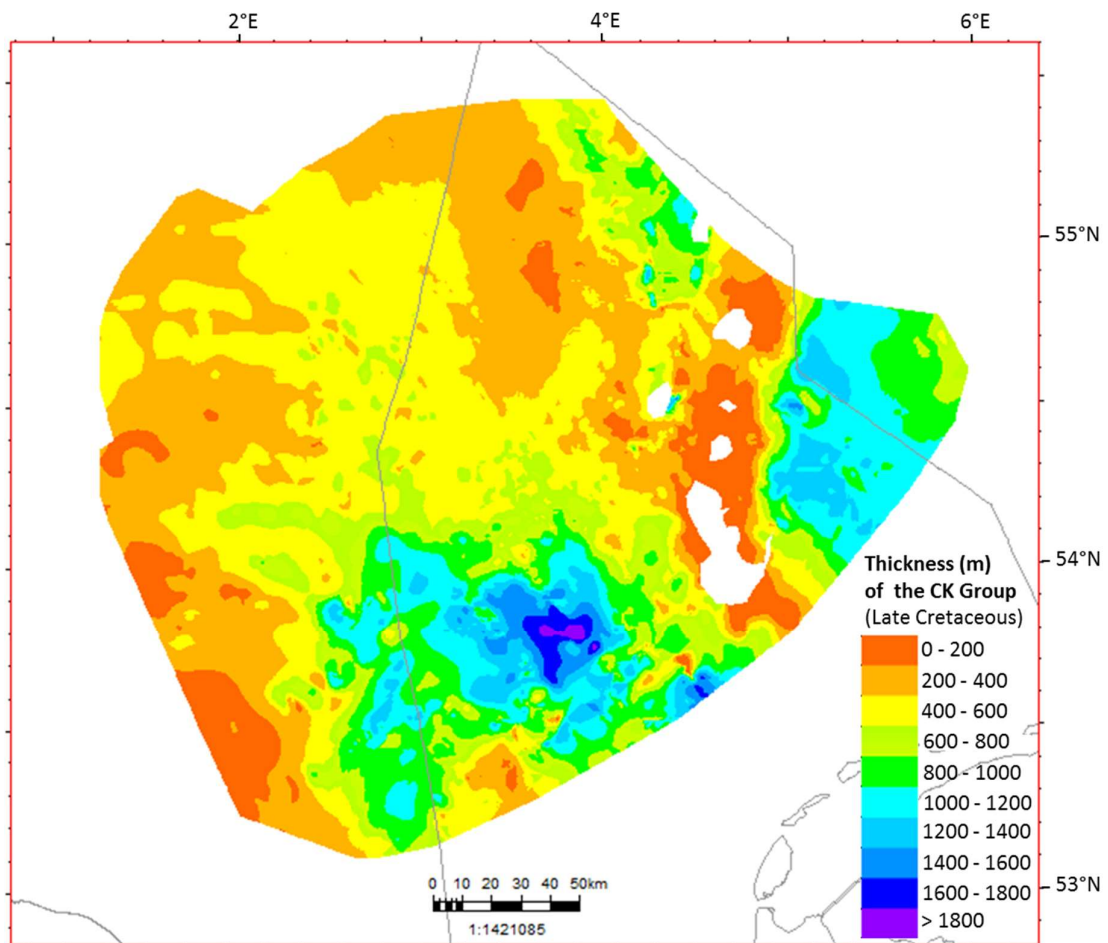 2°E 4°E 6°E
55°N
54°N
Thickness (m)
of the CK Group
(Late Cretaceous)
0 - 200
200 - 400
400 - 600
600 - 800
800 - 1000
1000 - 1200
1200 - 1400
1400 - 1600
1600 - 1800
> 1800
53°N
0 10 20 30 40 50km
1:1421085